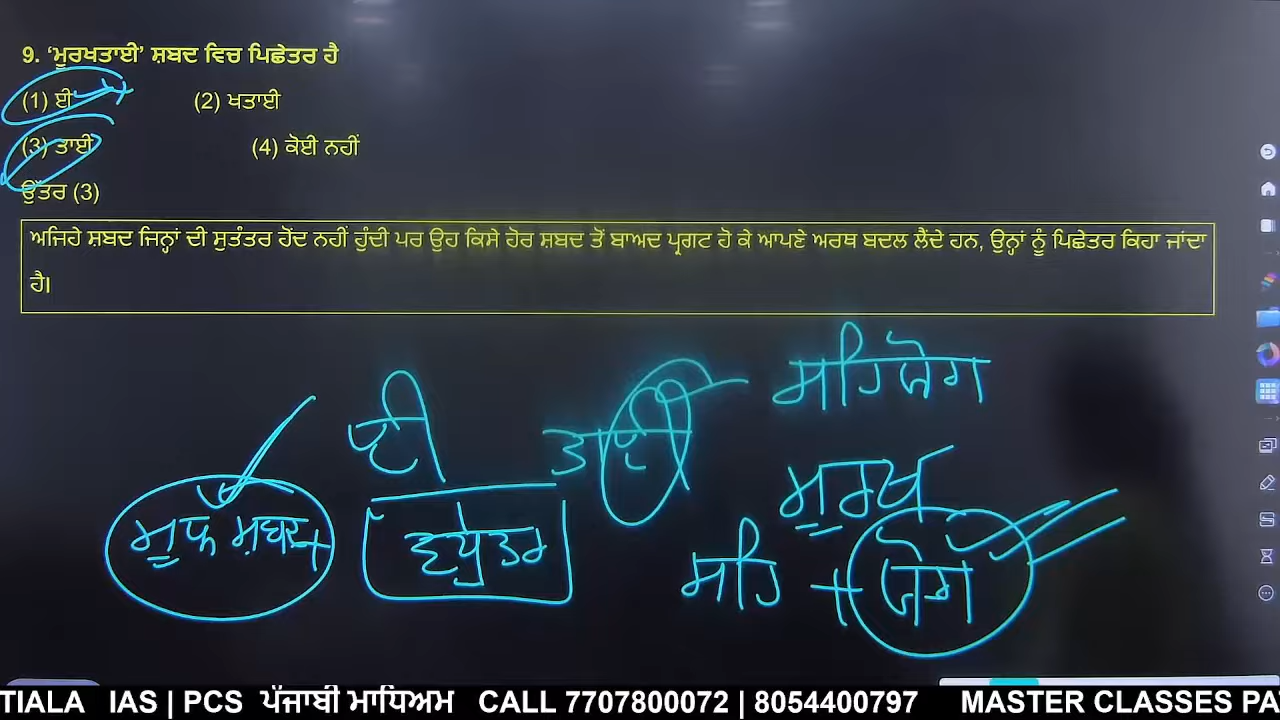 9. ‘ਮੂਰਖਤਾਈ’ ਸ਼ਬਦ ਵਿਚ ਪਿਛੇਤਰ ਹੈ
(1) ਈ (2) ਖਤਾਈ
(3) ਤਾਈ (4) ਕੋਈ ਨਹੀਂ
ਉੱਤਰ (3)
ਅਜਿਹੇ ਸ਼ਬਦ ਜਿਨ੍ਹਾਂ ਦੀ ਸੁਤੰਤਰ ਹੋਂਦ ਨਹੀਂ ਹੁੰਦੀ ਪਰ ਉਹ ਕਿਸੇ ਹੋਰ ਸ਼ਬਦ ਤੋਂ ਬਾਅਦ ਪ੍ਰਗਟ ਹੋ ਕੇ ਆਪਣੇ ਅਰਥ ਬਦਲ ਲੈਂਦੇ ਹਨ, ਉਨ੍ਹਾਂ ਨੂੰ ਪਿਛੇਤਰ ਕਿਹਾ ਜਾਂਦਾ
ਹੈ।
ਸਹਿਯੋਗ
ਈ ਤਾਈ
ਮੂਰਖ
ਮੂਲ ਸ਼ਬਦ +
ਸਹਿ + ਯੋਗ
TIALA IAS | PCS ਪੰਜਾਬੀ ਮਾਧਿਅਮ CALL 7707800072 | 8054400797 MASTER CLASSES PA